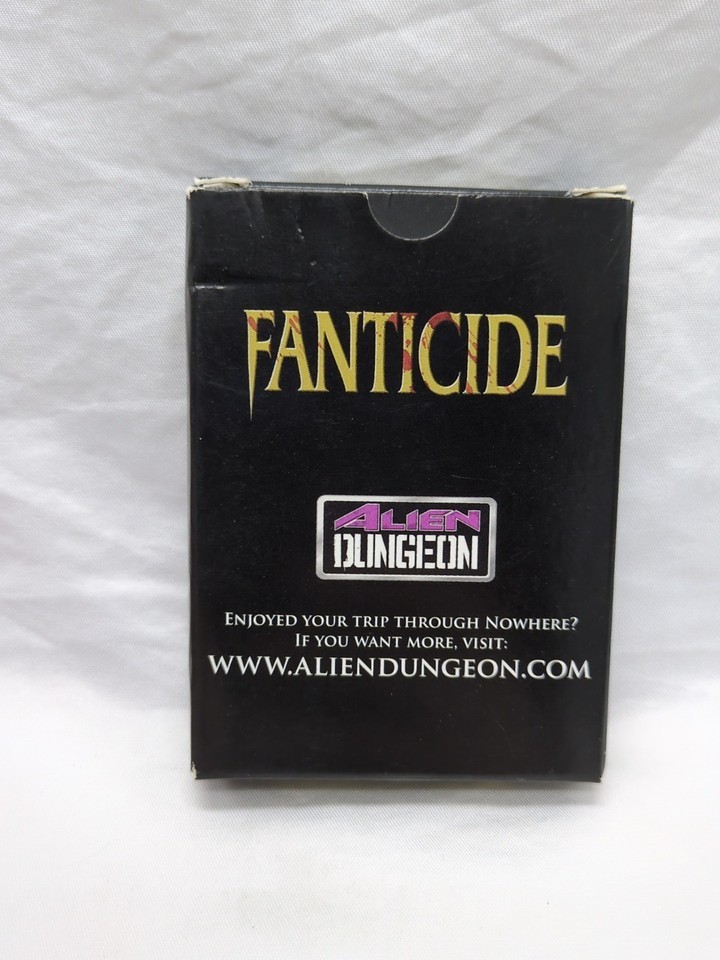 FANTICIDE
ALIEN
DUNGEON
ENJOYED YOUR TRIP THROUGH NOWHERE?
IF YOU WANT MORE, VISIT:
WWW.ALIENDUNGEON.COM